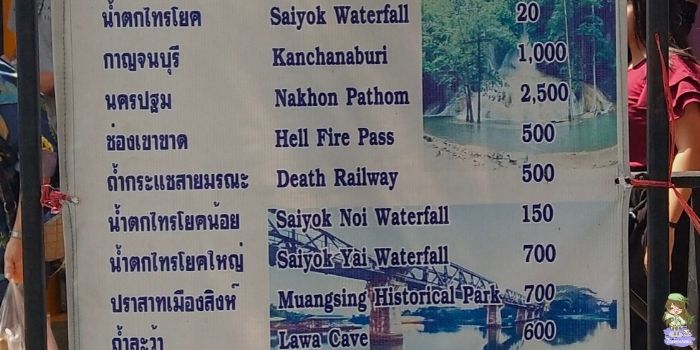 น้ำตกไทรโยค Saiyok Waterfall 20
กาญจนบุรี Kanchanaburi 1,000
นครปฐม Nakhon Pathom 2,500
ช่องเขาขาด Hell Fire Pass 500
ถ้ำกระแซสายมรณะ Death Railway 500
น้ำตกไทรโยคน้อย Saiyok Noi Waterfall 150
น้ำตกไทรโยคใหญ่ Saiyok Yai Waterfall 700
ปราสาทเมืองสิงห์ Muangsing Historical Park 700
ถ้ำละว้า Lawa Cave 600